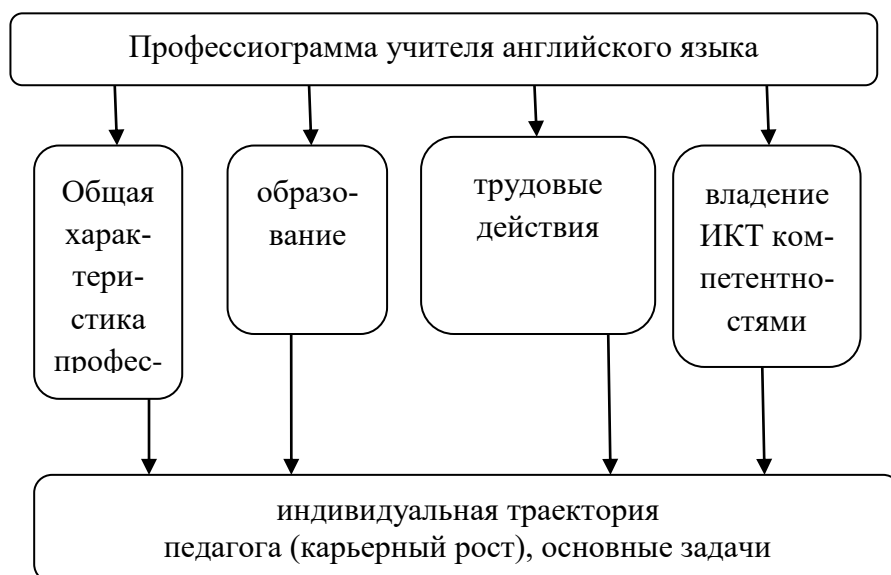 Профессиограмма учителя английского языка
Общая
харак-
тери-
стика
профес-
образо-
вание
трудовые
действия
владение
ИКТ ком-
петентно-
стями
индивидуальная траектория
педагога (карьерный рост), основные задачи